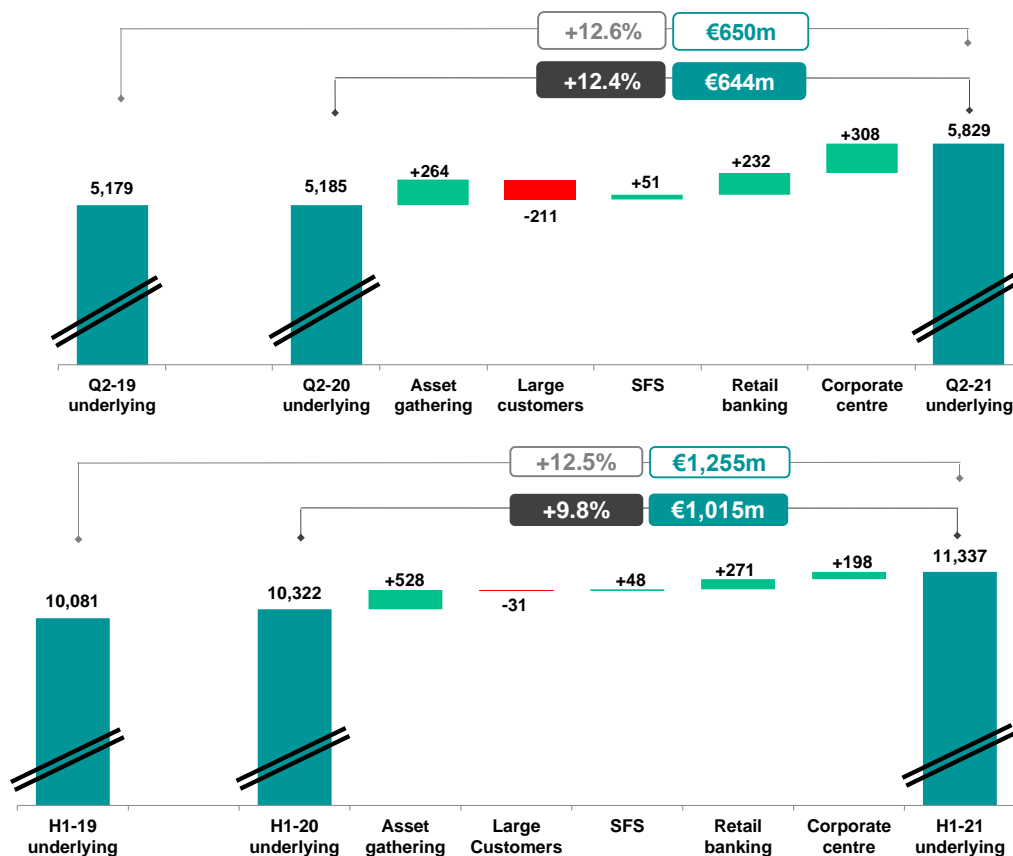 +12.6% €650m
+12.4% €644m
5,179
5,185
+264
-211
+51
+232
+308
5,829
Q2-19
underlying
Q2-20
underlying
Asset
gathering
Large
customers
SFS
Retail
banking
Corporate
centre
Q2-21
underlying
+12.5% €1,255m
+9.8% €1,015m
10,081
10,322
+528
-31
+48
+271
+198
11,337
H1-19
underlying
H1-20
underlying
Asset
gathering
Large
Customers
SFS
Retail
banking
Corporate
centre
H1-21
underlying